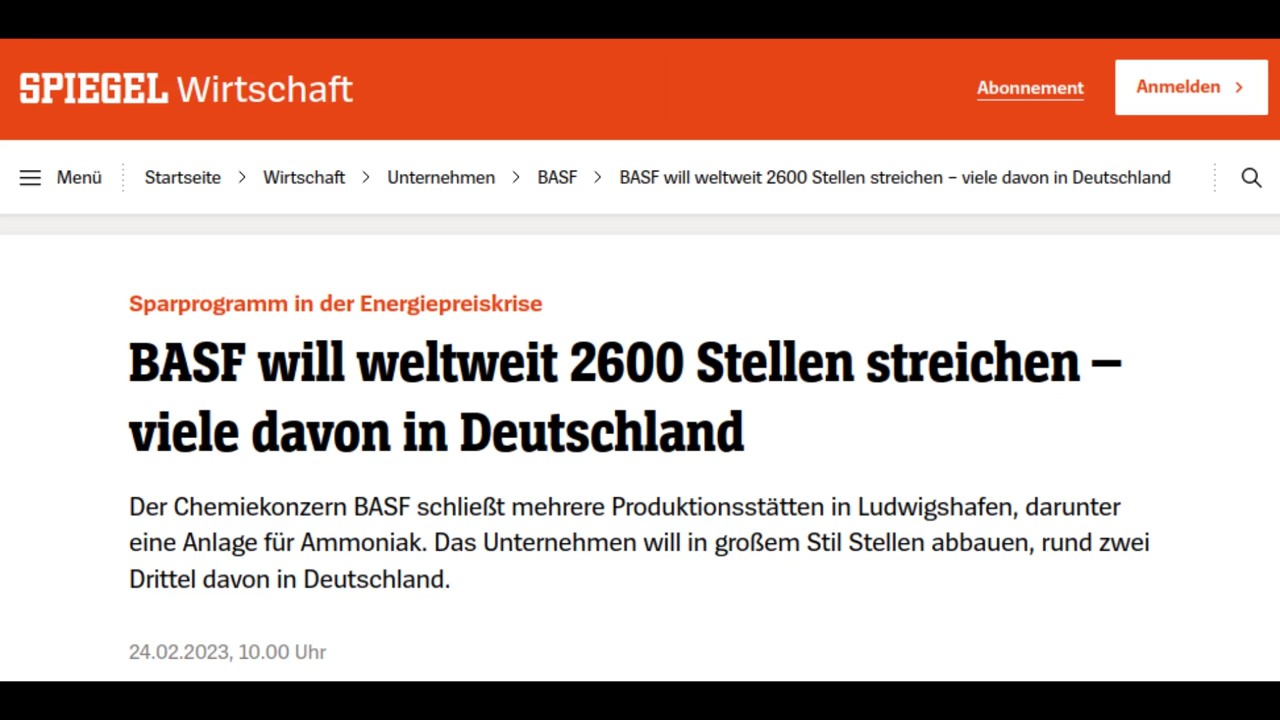 SPIEGEL Wirtschaft
Abonnement
Anmelden
Menü
Startseite
Wirtschaft
Unternehmen
BASF
BASF will weltweit 2600 Stellen streichen – viele davon in Deutschland
Sparprogramm in der Energiepreiskrise
BASF will weltweit 2600 Stellen streichen –
viele davon in Deutschland
Der Chemiekonzern BASF schließt mehrere Produktionsstätten in Ludwigshafen, darunter
eine Anlage für Ammoniak. Das Unternehmen will in großem Stil Stellen abbauen, rund zwei
Drittel davon in Deutschland.
24.02.2023, 10.00 Uhr